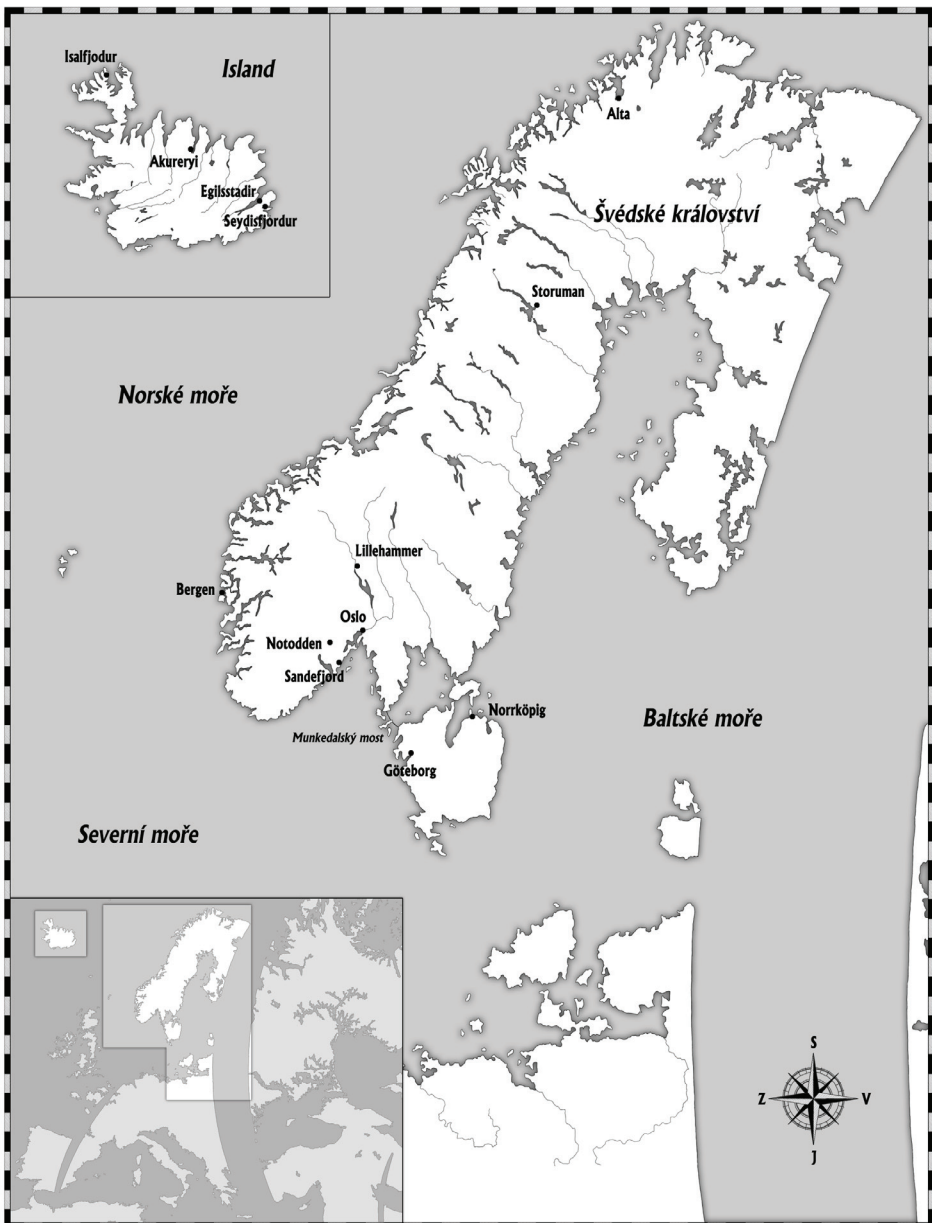 Isalfjodur
Island
Akureryi
Egilsstadir
Seydisfjordur
Alta
Švédské království
Storuman
Norské moře
Lillehammer
Bergen
Oslo
Notodden
Sandefjord
Norrköpig
Baltské moře
Munkedalský most
Göteborg
Severní moře
S
Z
V
J